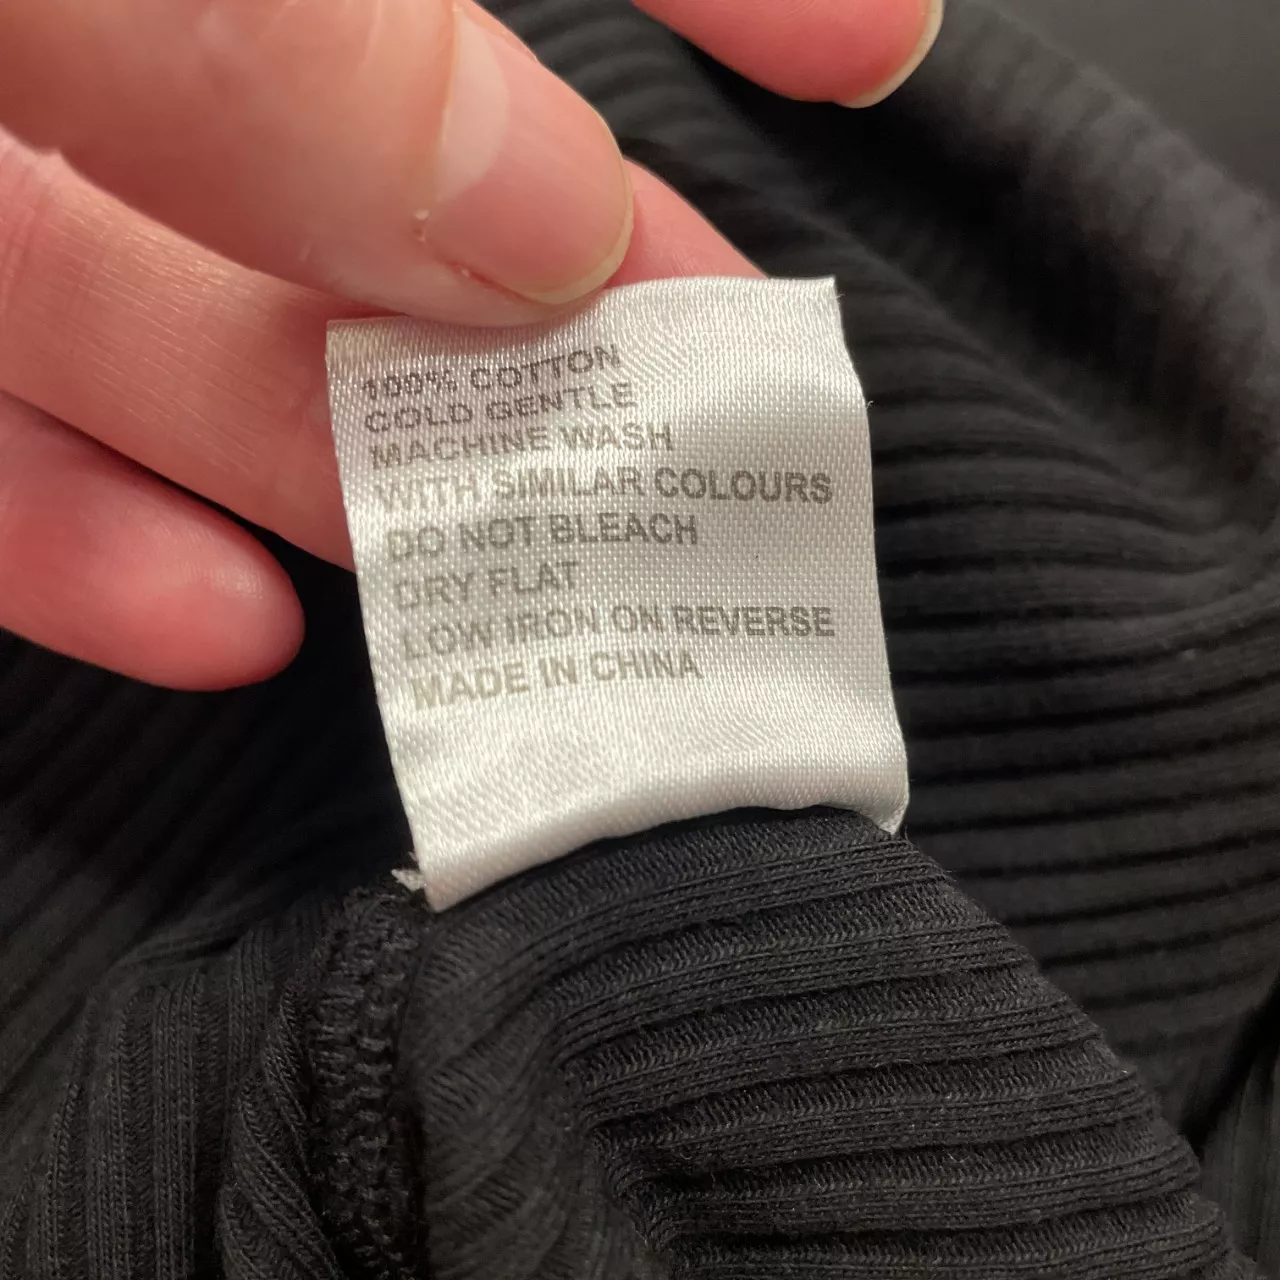 100% COTTON
COLD GENTLE
MACHINE WASH
WITH SIMILAR COLOURS
DO NOT BLEACH
DRY FLAT
LOW IRON ON REVERSE
MADE IN CHINA